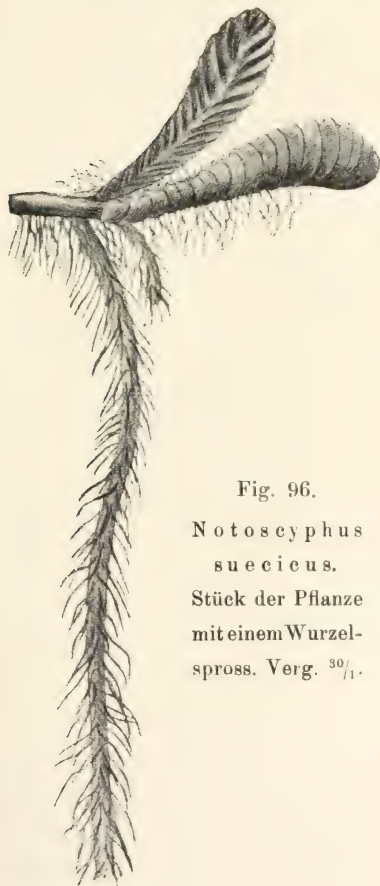 Fig. 96.
Notoscyphus
suecicus.
Stück der Pflanze
mit einem Wurzel-
spross. Verg. 30/1.